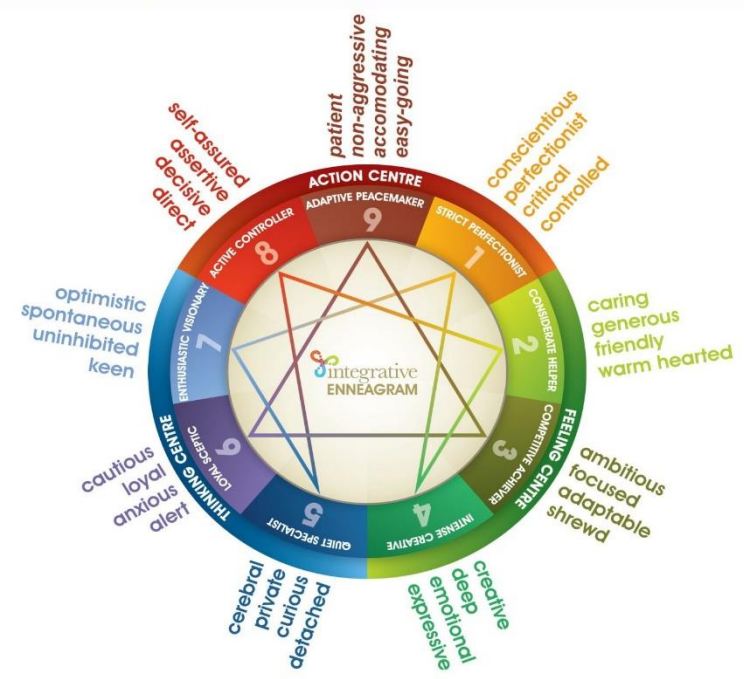 patient
non-aggressive
accomodating
easy-going
conscientious
perfectionist
critical
controlled
caring
generous
friendly
warm hearted
ambitious
focused
adaptable
shrewd
creative
deep
emotional
expressive
cerebral
private
curious
detached
cautious
loyal
anxious
alert
optimistic
spontaneous
uninhibited
keen
self-assured
assertive
decisive
direct
ACTION CENTRE
FEELING CENTRE
THINKING CENTRE
ADAPTIVE PEACEMAKER
9
STRICT PERFECTIONIST
1
CONSIDERATE HELPER
2
COMPETITIVE ACHIEVER
3
INTENSE CREATIVE
4
QUIET SPECIALIST
5
LOYAL SCEPTIC
6
ENTHUSIASTIC VISIONARY
7
ACTIVE CONTROLLER
8
integrative
ENNEAGRAM